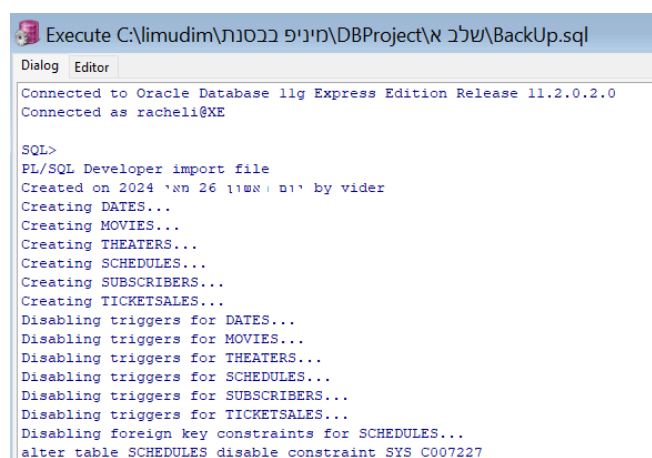 Execute C:\limudim\מיניפ בבסנת\DBProject\שלב א\BackUp.sql
Dialog Editor
Connected to Oracle Database 11g Express Edition Release 11.2.0.2.0
Connected as racheli@XE
SQL>
PL/SQL Developer import file
Created on יום ראשון 26 מאי 2024 by vider
Creating DATES...
Creating MOVIES...
Creating THEATERS...
Creating SCHEDULES...
Creating SUBSCRIBERS...
Creating TICKETSALES...
Disabling triggers for DATES...
Disabling triggers for MOVIES...
Disabling triggers for THEATERS...
Disabling triggers for SCHEDULES...
Disabling triggers for SUBSCRIBERS...
Disabling triggers for TICKETSALES...
Disabling foreign key constraints for SCHEDULES...
alter table SCHEDULES disable constraint SYS_C007227